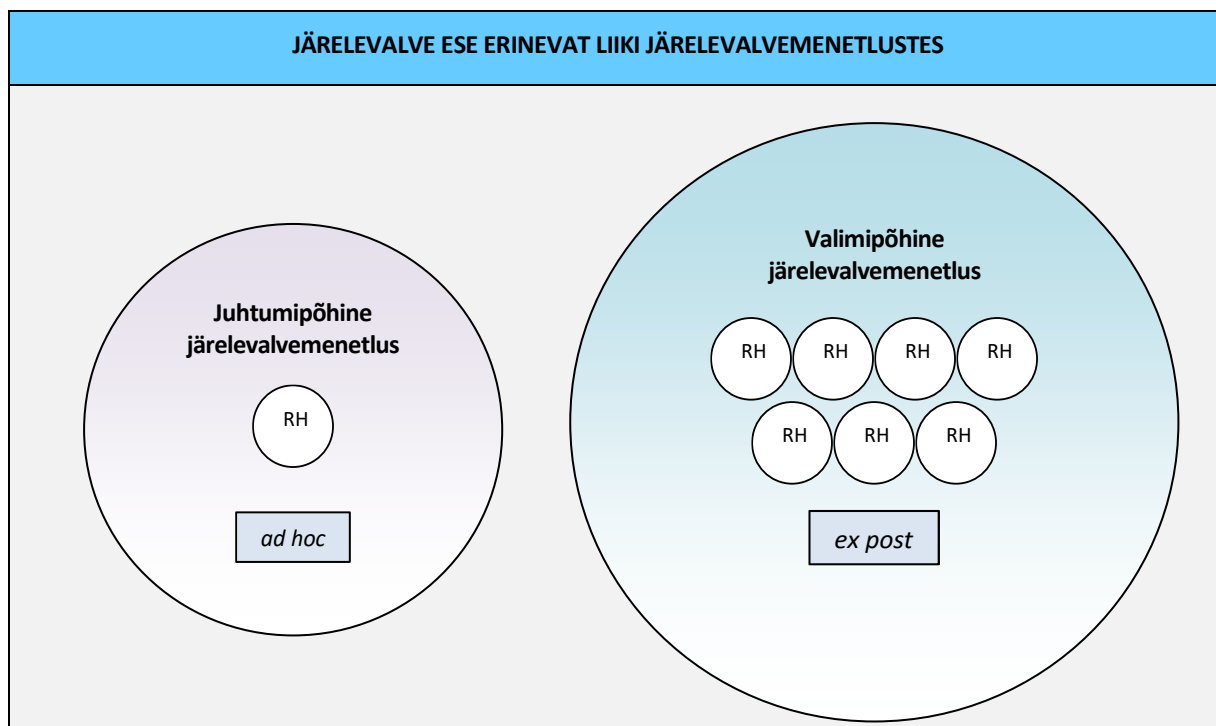 JÄRELEVALVE ESE ERINEVAT LIIKI JÄRELEVALVEMENETLUSTES
Juhtumipõhine
järelevalvemenetlus
RH
ad hoc
Valimipõhine
järelevalvemenetlus
RH RH RH RH
RH RH RH
ex post